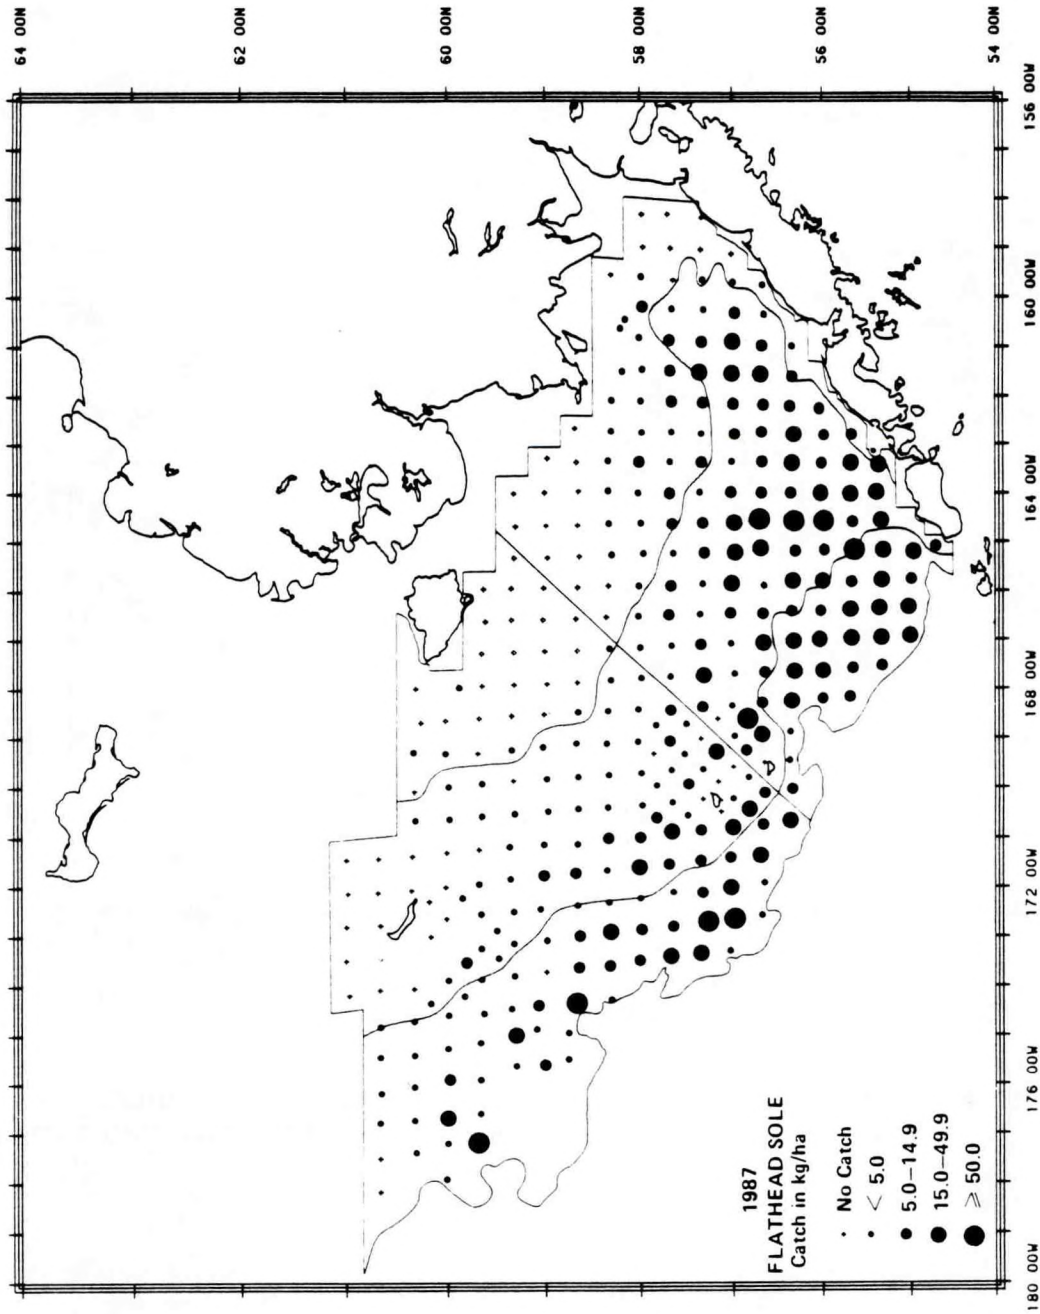 64 00N
62 00N
60 00N
58 00N
56 00N
54 00N
156 00W
160 00W
164 00W
168 00W
172 00W
176 00W
180 00W
1987
FLATHEAD SOLE
Catch in kg/ha
No Catch
< 5.0
5.0–14.9
15.0–49.9
⩾ 50.0